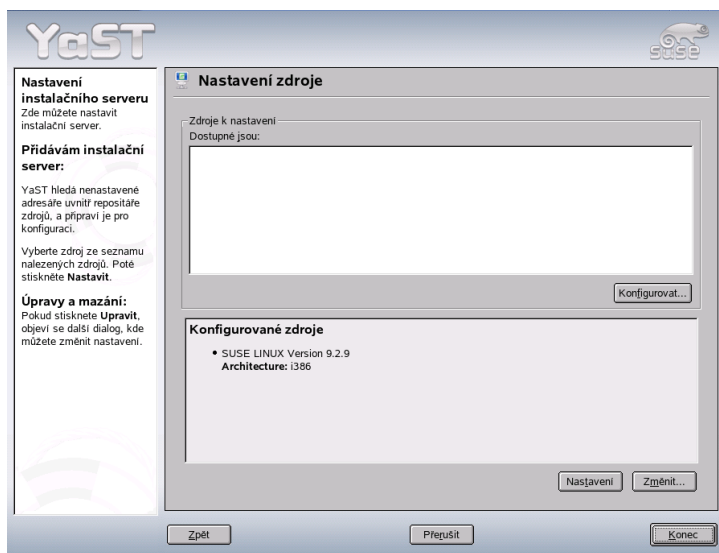 YaST
SUSE
Nastavení
instalačního serveru
Zde můžete nastavit
instalační server.
Přidávám instalační
server:
YaST hledá nenastavené
adresáře uvnitř repositáře
zdrojů, a připraví je pro
konfiguraci.
Vyberte zdroj ze seznamu
nalezených zdrojů. Poté
stiskněte Nastavit.
Úpravy a mazání:
Pokud stisknete Upravit,
objeví se další dialog, kde
můžete změnit nastavení.
Nastavení zdroje
Zdroje k nastavení
Dostupné jsou:
Konfigurovat...
Konfigurované zdroje
• SUSE LINUX Version 9.2.9
Architecture: i386
Nastavení
Změnit...
Zpět
Přerušit
Konec